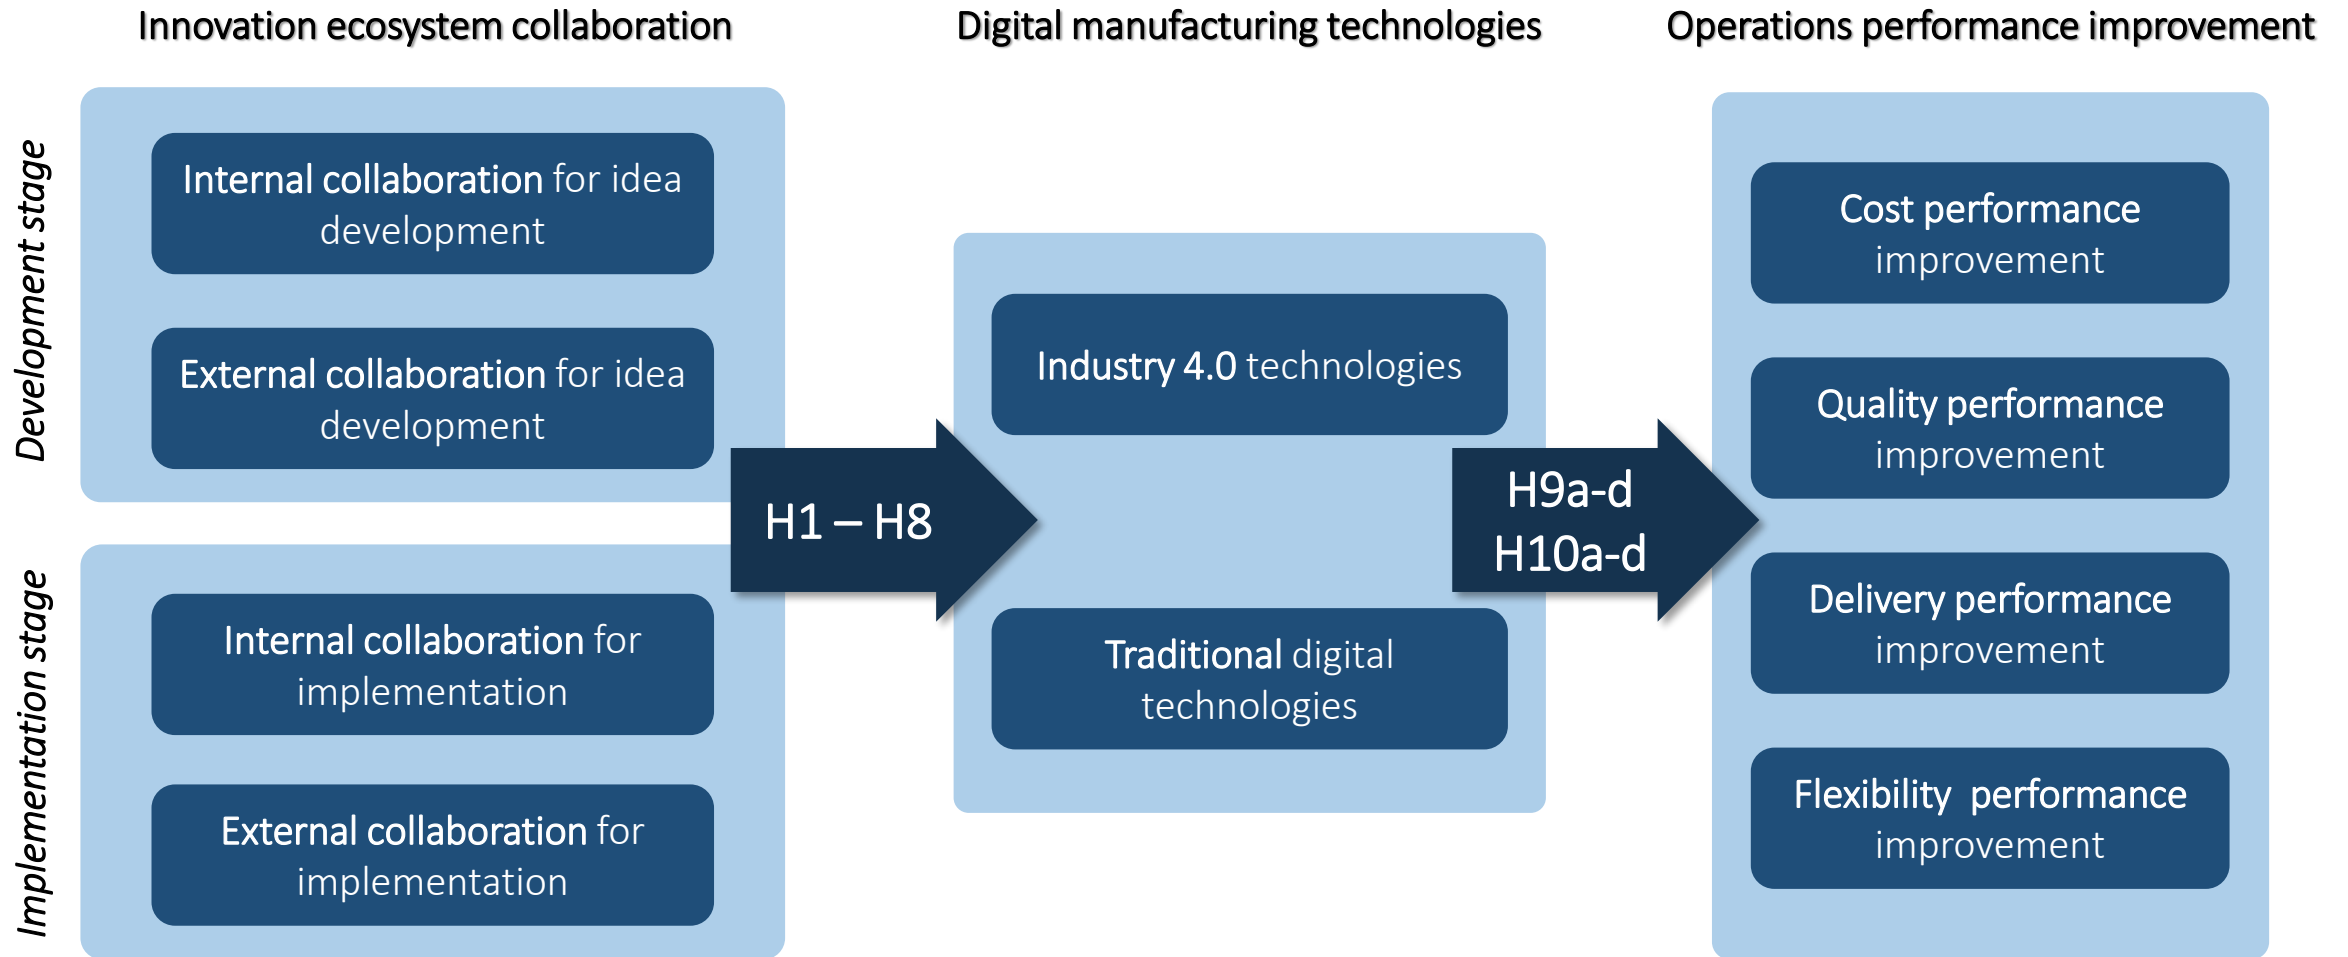 Innovation ecosystem collaboration
Digital manufacturing technologies
Operations performance improvement
Development stage
Internal collaboration for idea
development
External collaboration for idea
development
Implementation stage
Internal collaboration for
implementation
External collaboration for
implementation
H1 – H8
Industry 4.0 technologies
Traditional digital
technologies
H9a-d
H10a-d
Cost performance
improvement
Quality performance
improvement
Delivery performance
improvement
Flexibility  performance
improvement